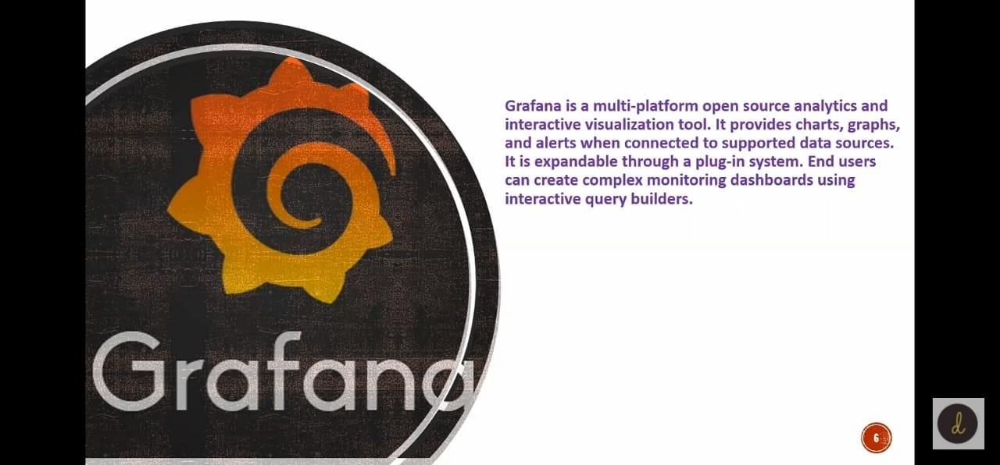 Grafana is a multi-platform open source analytics and
interactive visualization tool. It provides charts, graphs,
and alerts when connected to supported data sources.
It is expandable through a plug-in system. End users
can create complex monitoring dashboards using
interactive query builders.
Grafana
6
d